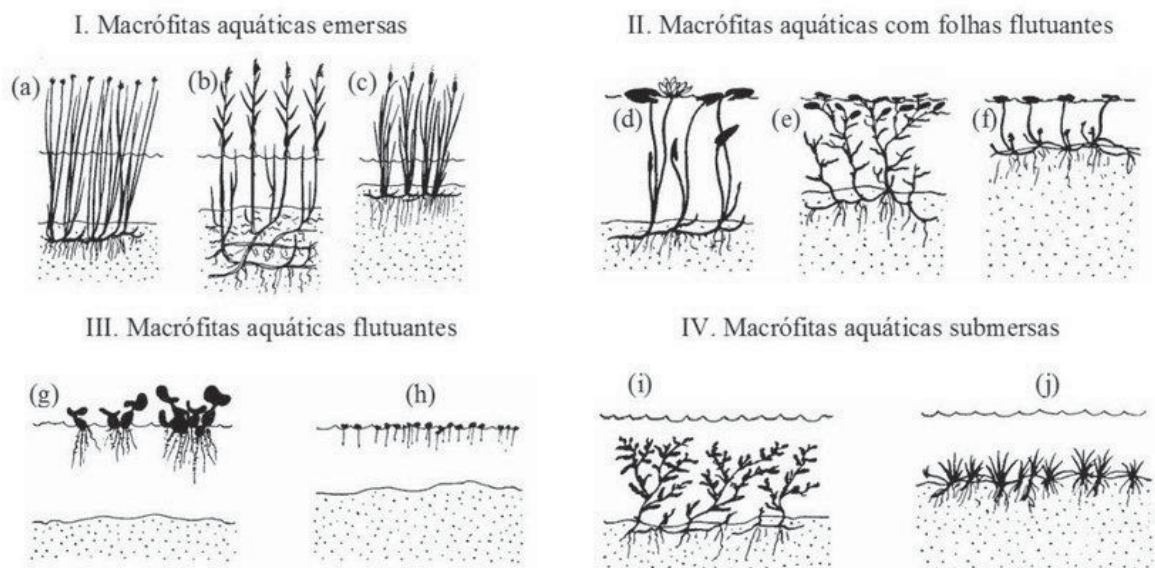 I. Macrófitas aquáticas emersas
II. Macrófitas aquáticas com folhas flutuantes
(a)
(b)
(c)
(d)
(e)
(f)
III. Macrófitas aquáticas flutuantes
IV. Macrófitas aquáticas submersas
(g)
(h)
(i)
(j)